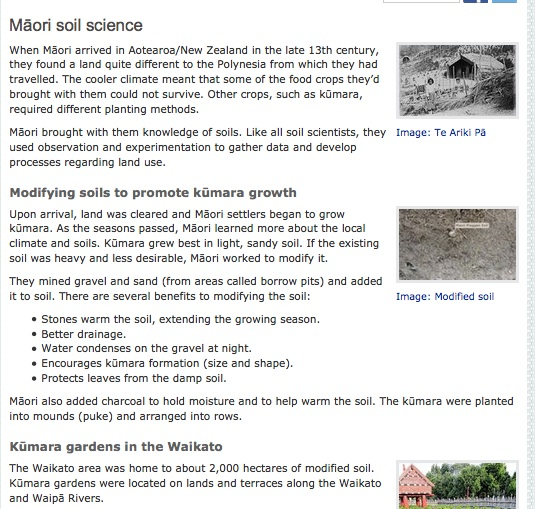 Māori soil science
When Māori arrived in Aotearoa/New Zealand in the late 13th century,
they found a land quite different to the Polynesia from which they had
travelled. The cooler climate meant that some of the food crops they'd
brought with them could not survive. Other crops, such as kūmara,
required different planting methods.
Image: Te Ariki Pā
Māori brought with them knowledge of soils. Like all soil scientists, they
used observation and experimentation to gather data and develop
processes regarding land use.
Modifying soils to promote kūmara growth
Upon arrival, land was cleared and Māori settlers began to grow
kūmara. As the seasons passed, Māori learned more about the local
climate and soils. Kūmara grew best in light, sandy soil. If the existing
soil was heavy and less desirable, Māori worked to modify it.
They mined gravel and sand (from areas called borrow pits) and added
it to soil. There are several benefits to modifying the soil:
Image: Modified soil
• Stones warm the soil, extending the growing season.
• Better drainage.
• Water condenses on the gravel at night.
• Encourages kūmara formation (size and shape).
• Protects leaves from the damp soil.
Māori also added charcoal to hold moisture and to help warm the soil. The kūmara were planted
into mounds (puke) and arranged into rows.
Kūmara gardens in the Waikato
The Waikato area was home to about 2,000 hectares of modified soil.
Kūmara gardens were located on lands and terraces along the Waikato
and Waipā Rivers.